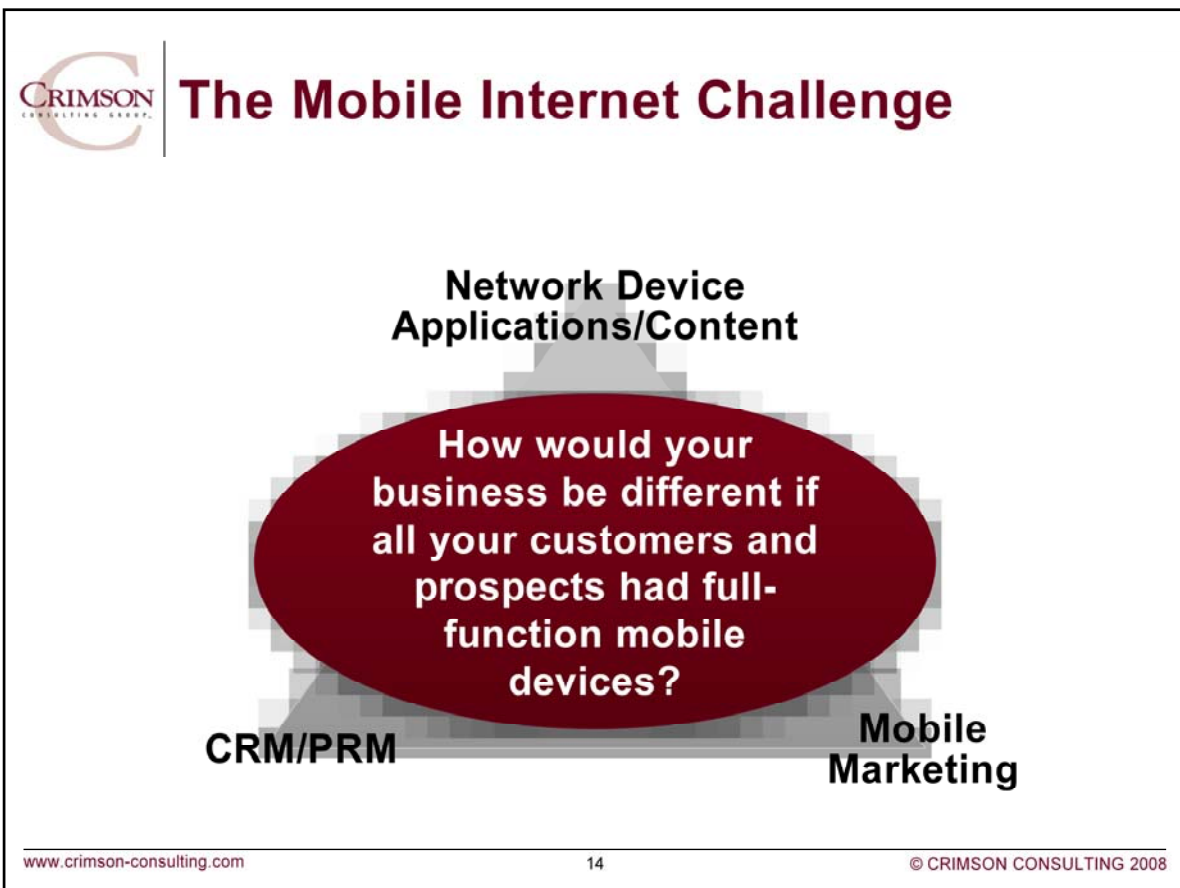 CRIMSON
CONSULTING GROUP
The Mobile Internet Challenge
Network Device
Applications/Content
How would your
business be different if
all your customers and
prospects had full-
function mobile
devices?
CRM/PRM
Mobile
Marketing
www.crimson-consulting.com
14
© CRIMSON CONSULTING 2008